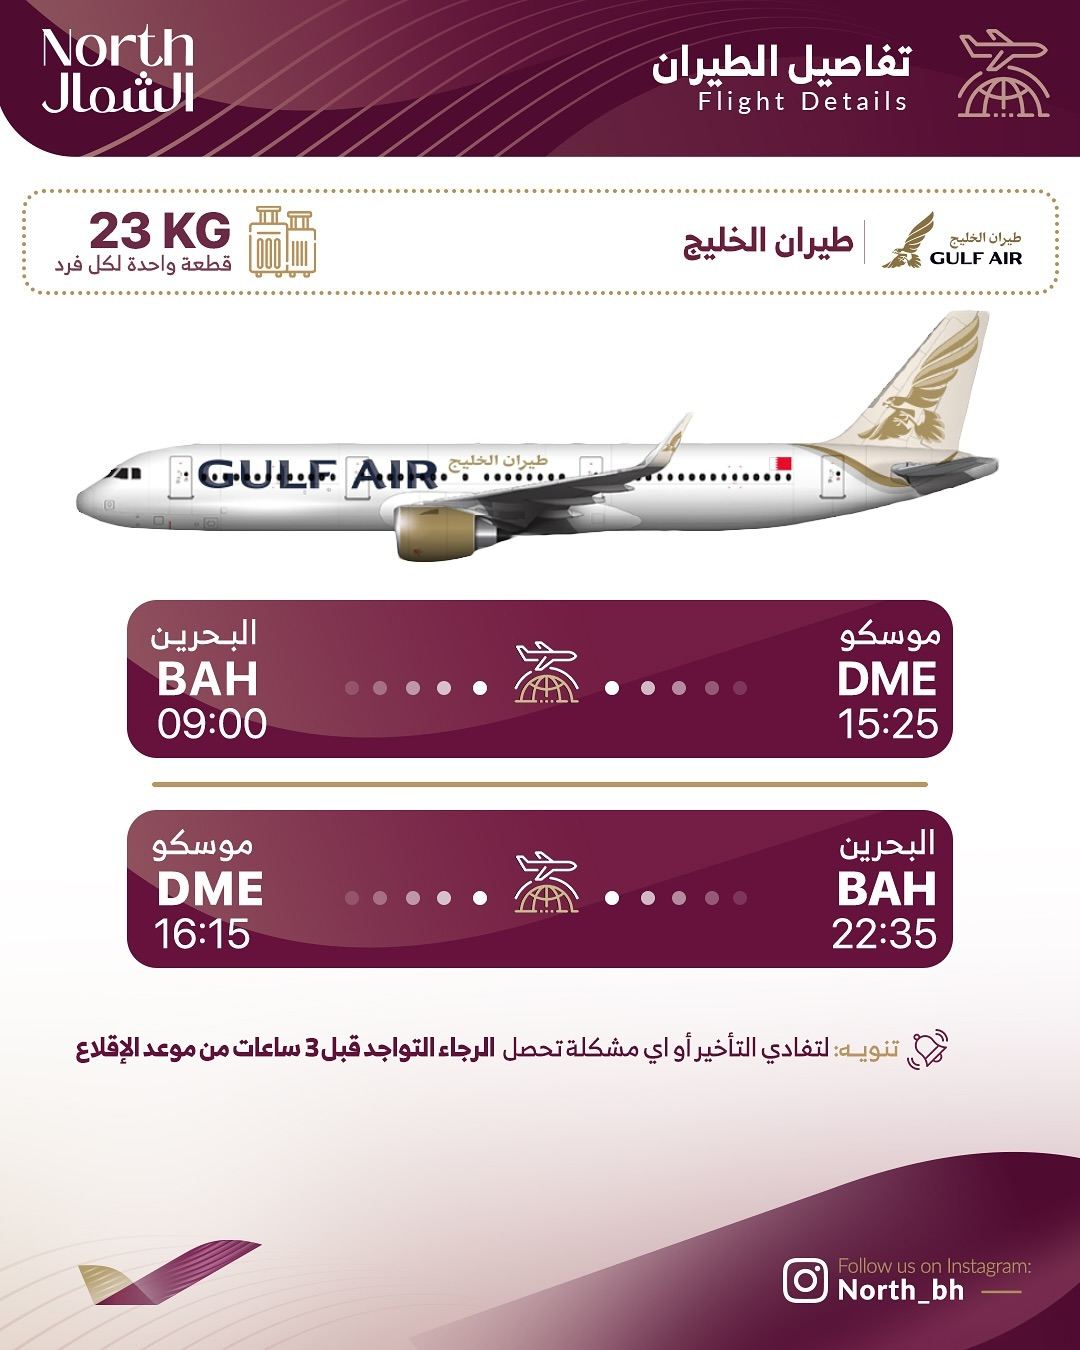 North
الشمال
تفاصيل الطيران
Flight Details
طيران الخليج
GULF AIR
طيران الخليج
23 KG
قطعة واحدة لكل فرد
GULF AIR طيران الخليج
البحرين
BAH
09:00
موسكو
DME
15:25
موسكو
DME
16:15
البحرين
BAH
22:35
تنويه: لتفادي التأخير أو اي مشكلة تحصل الرجاء التواجد قبل 3 ساعات من موعد الإقلاع
Follow us on Instagram:
North_bh